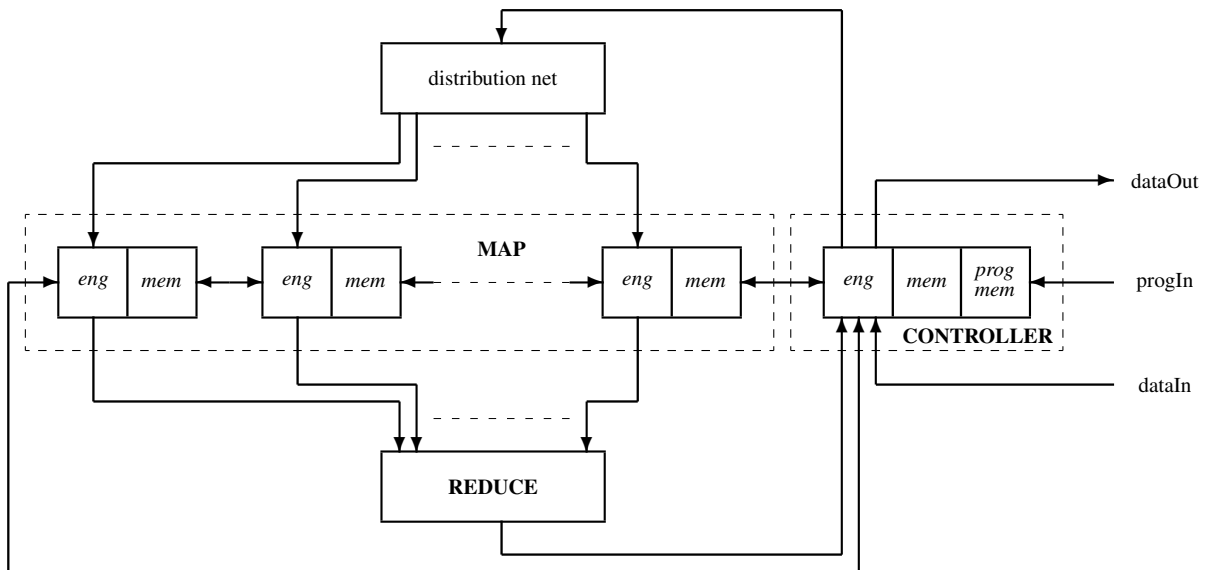 distribution net
dataOut
MAP
eng mem eng mem eng mem eng mem prog mem
progIn
CONTROLLER
dataIn
REDUCE